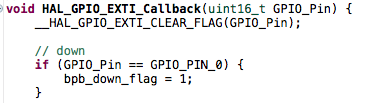 void HAL_GPIO_EXTI_Callback(uint16_t GPIO_Pin) {
__HAL_GPIO_EXTI_CLEAR_FLAG(GPIO_Pin);
// down
if (GPIO_Pin == GPIO_PIN_0) {
bpb_down_flag = 1;
}